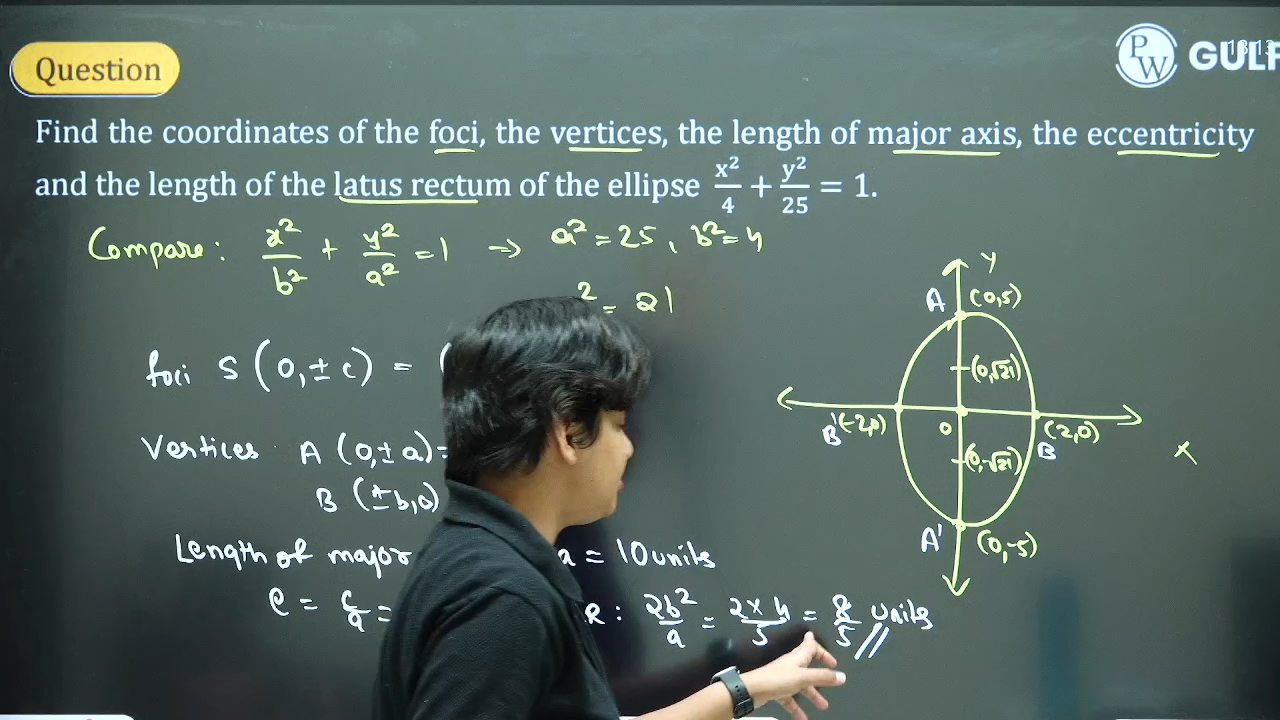 Question
PW GULF
18:13
Find the coordinates of the foci, the vertices, the length of major axis, the eccentricity
and the length of the latus rectum of the ellipse x²/4 + y²/25 = 1.
Compare: x²/b² + y²/a² = 1 → a² = 25, b² = 4
² = 21
foci S (0, ± c) = (
Vertices A (0, ± a) =
B (± b, 0)
Length of major a = 10 units
e = c/a = R : 2b²/a = 2×4/5 = 8/5 units
Y
A (0,5)
(0,√21)
B' (-2,0) O (2,0) B
X
(0,-√21)
A' (0,-5)